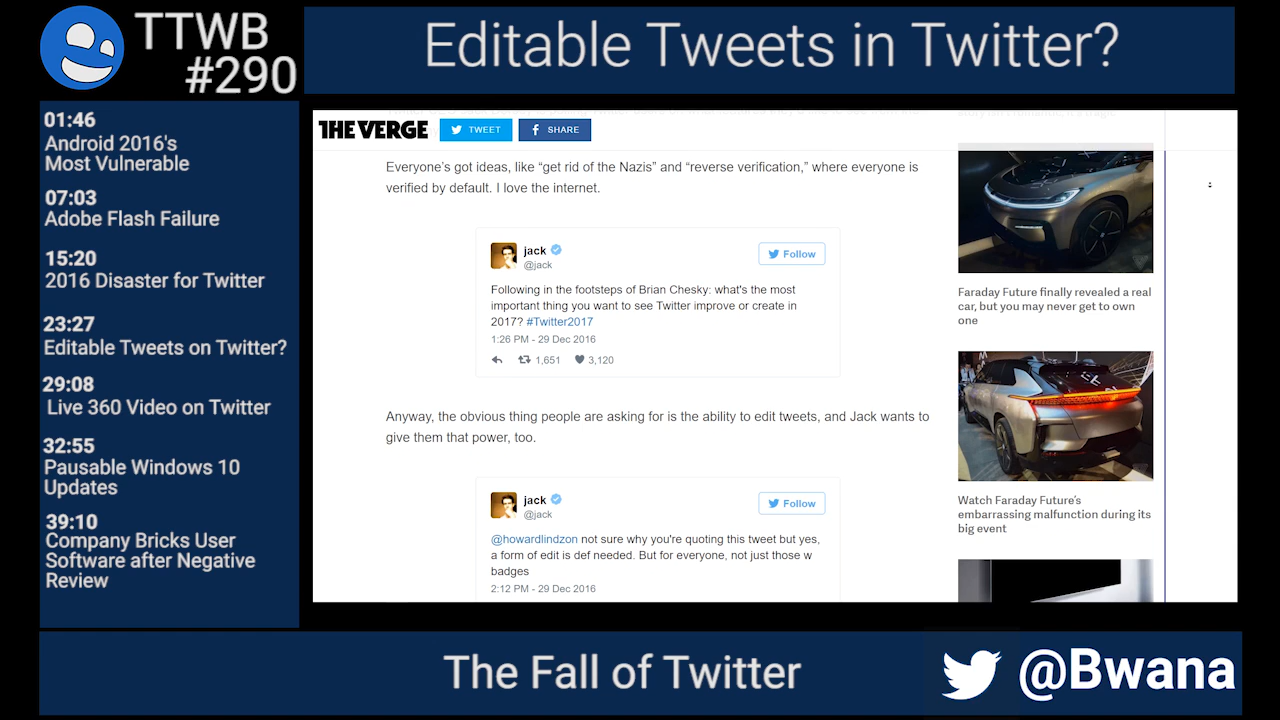 TTWB
#290
Editable Tweets in Twitter?
01:46
Android 2016's
Most Vulnerable
07:03
Adobe Flash Failure
15:20
2016 Disaster for Twitter
23:27
Editable Tweets on Twitter?
29:08
Live 360 Video on Twitter
32:55
Pausable Windows 10
Updates
39:10
Company Bricks User
Software after Negative
Review
THE VERGE
TWEET
SHARE
Everyone's got ideas, like “get rid of the Nazis” and “reverse verification,” where everyone is
verified by default. I love the internet.
jack
@jack
Follow
Following in the footsteps of Brian Chesky: what's the most
important thing you want to see Twitter improve or create in
2017? #Twitter2017
1:26 PM - 29 Dec 2016
1,651 3,120
Anyway, the obvious thing people are asking for is the ability to edit tweets, and Jack wants to
give them that power, too.
jack
@jack
Follow
@howardlindzon not sure why you're quoting this tweet but yes,
a form of edit is def needed. But for everyone, not just those w
badges
2:12 PM - 29 Dec 2016
Faraday Future finally revealed a real
car, but you may never get to own
one
Watch Faraday Future's
embarrassing malfunction during its
big event
The Fall of Twitter
@Bwana